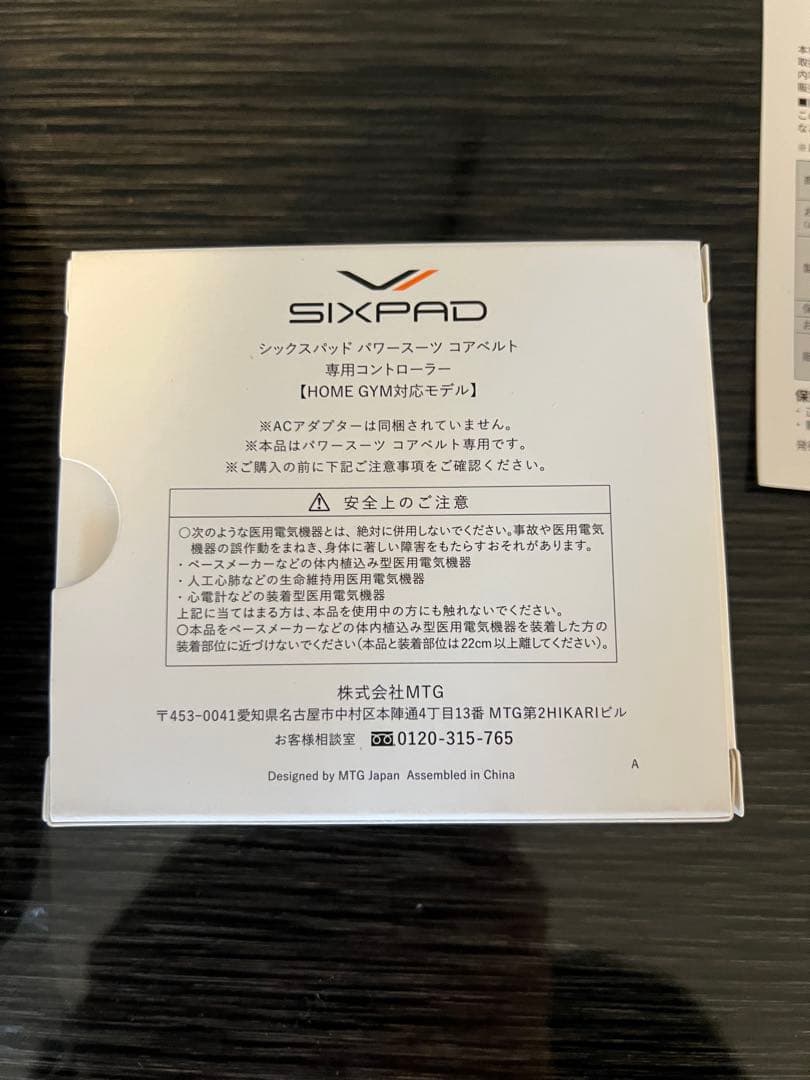 SIXPAD
シックスパッド パワースーツ コアベルト
専用コントローラー
【HOME GYM対応モデル】
※ACアダプターは同梱されていません。
※本品はパワースーツ コアベルト専用です。
※ご購入の前に下記ご注意事項をご確認ください。
⚠ 安全上のご注意
○次のような医用電気機器とは、絶対に併用しないでください。事故や医用電気
機器の誤作動をまねき、身体に著しい障害をもたらすおそれがあります。
・ペースメーカーなどの体内植込み型医用電気機器
・人工心肺などの生命維持用医用電気機器
・心電計などの装着型医用電気機器
上記に当てはまる方は、本品を使用中の方にも触れないでください。
○本品をペースメーカーなどの体内植込み型医用電気機器を装着した方の
装着部位に近づけないでください(本品と装着部位は22cm以上離してください)。
株式会社MTG
〒453-0041愛知県名古屋市中村区本陣通4丁目13番 MTG第2HIKARIビル
お客様相談室 0120-315-765
Designed by MTG Japan Assembled in China
A
本
取
内
販
■
こ
な
保